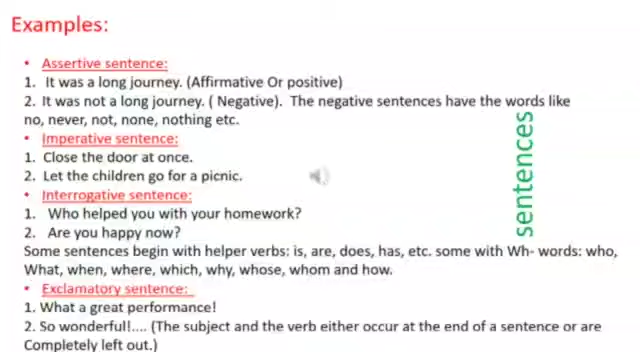 Examples:
• Assertive sentence:
1. It was a long journey. (Affirmative Or positive)
2. It was not a long journey. ( Negative). The negative sentences have the words like
no, never, not, none, nothing etc.
• Imperative sentence:
1. Close the door at once.
2. Let the children go for a picnic.
• Interrogative sentence:
1. Who helped you with your homework?
2. Are you happy now?
Some sentences begin with helper verbs: is, are, does, has, etc. some with Wh- words: who,
What, when, where, which, why, whose, whom and how.
• Exclamatory sentence:
1. What a great performance!
2. So wonderful!.... (The subject and the verb either occur at the end of a sentence or are
Completely left out.)
sentences